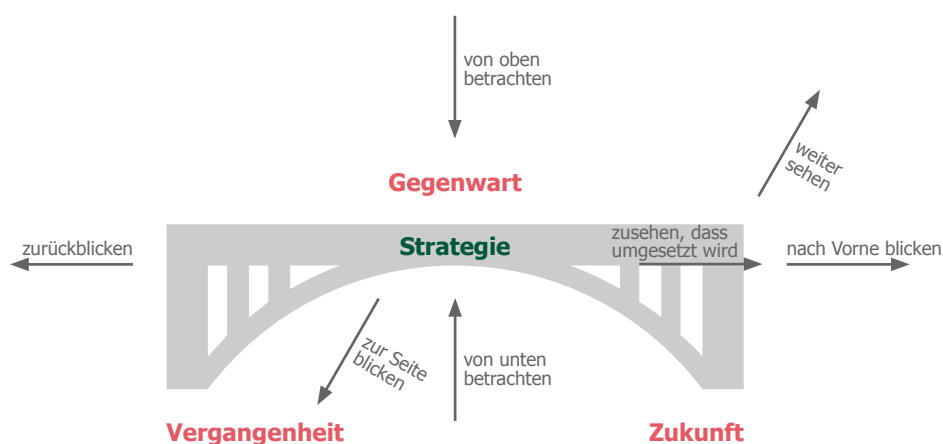 von oben
betrachten
weiter
sehen
Gegenwart
zurückblicken
Strategie
zusehen, dass
umgesetzt wird
nach Vorne blicken
zur Seite
blicken
von unten
betrachten
Vergangenheit
Zukunft